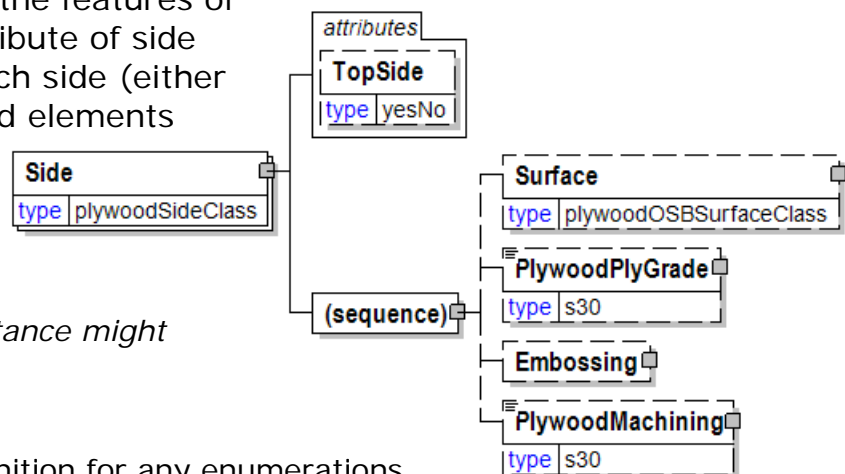 the features of
ribute of side
ch side (either
d elements
attributes
TopSide
type yesNo
Side
type plywoodSideClass
(sequence)
Surface
type plywoodOSBSurfaceClass
PlywoodPlyGrade
type s30
Embossing
PlywoodMachining
type s30
tance might
nition for any enumerations